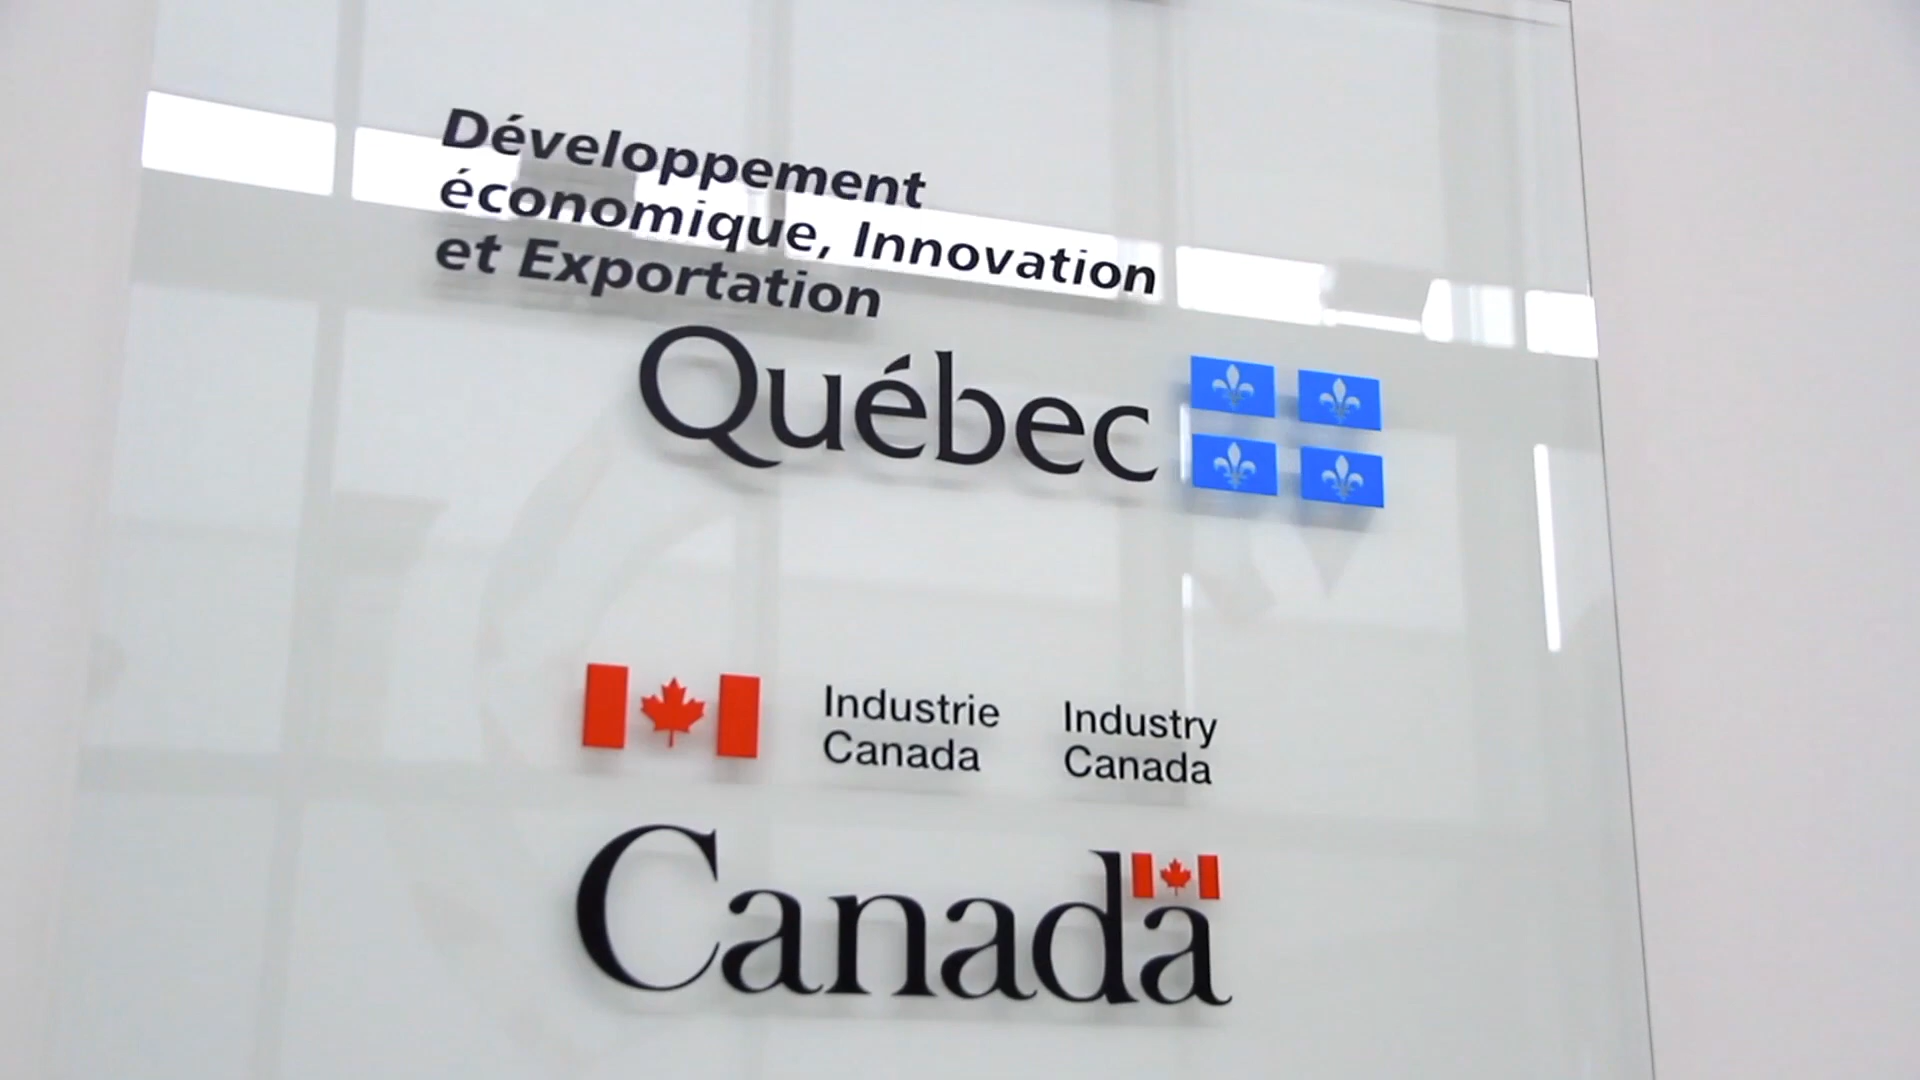 Développement
économique, Innovation
et Exportation
Québec
Industrie Industry
Canada Canada
Canada